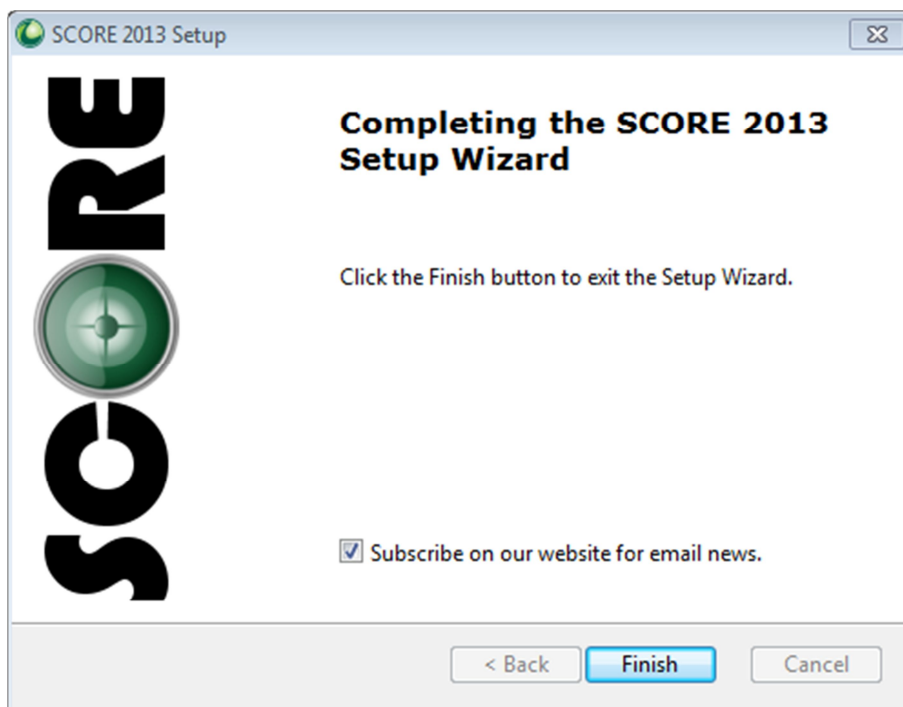 SCORE 2013 Setup
SCORE
Completing the SCORE 2013
Setup Wizard
Click the Finish button to exit the Setup Wizard.
Subscribe on our website for email news.
< Back
Finish
Cancel